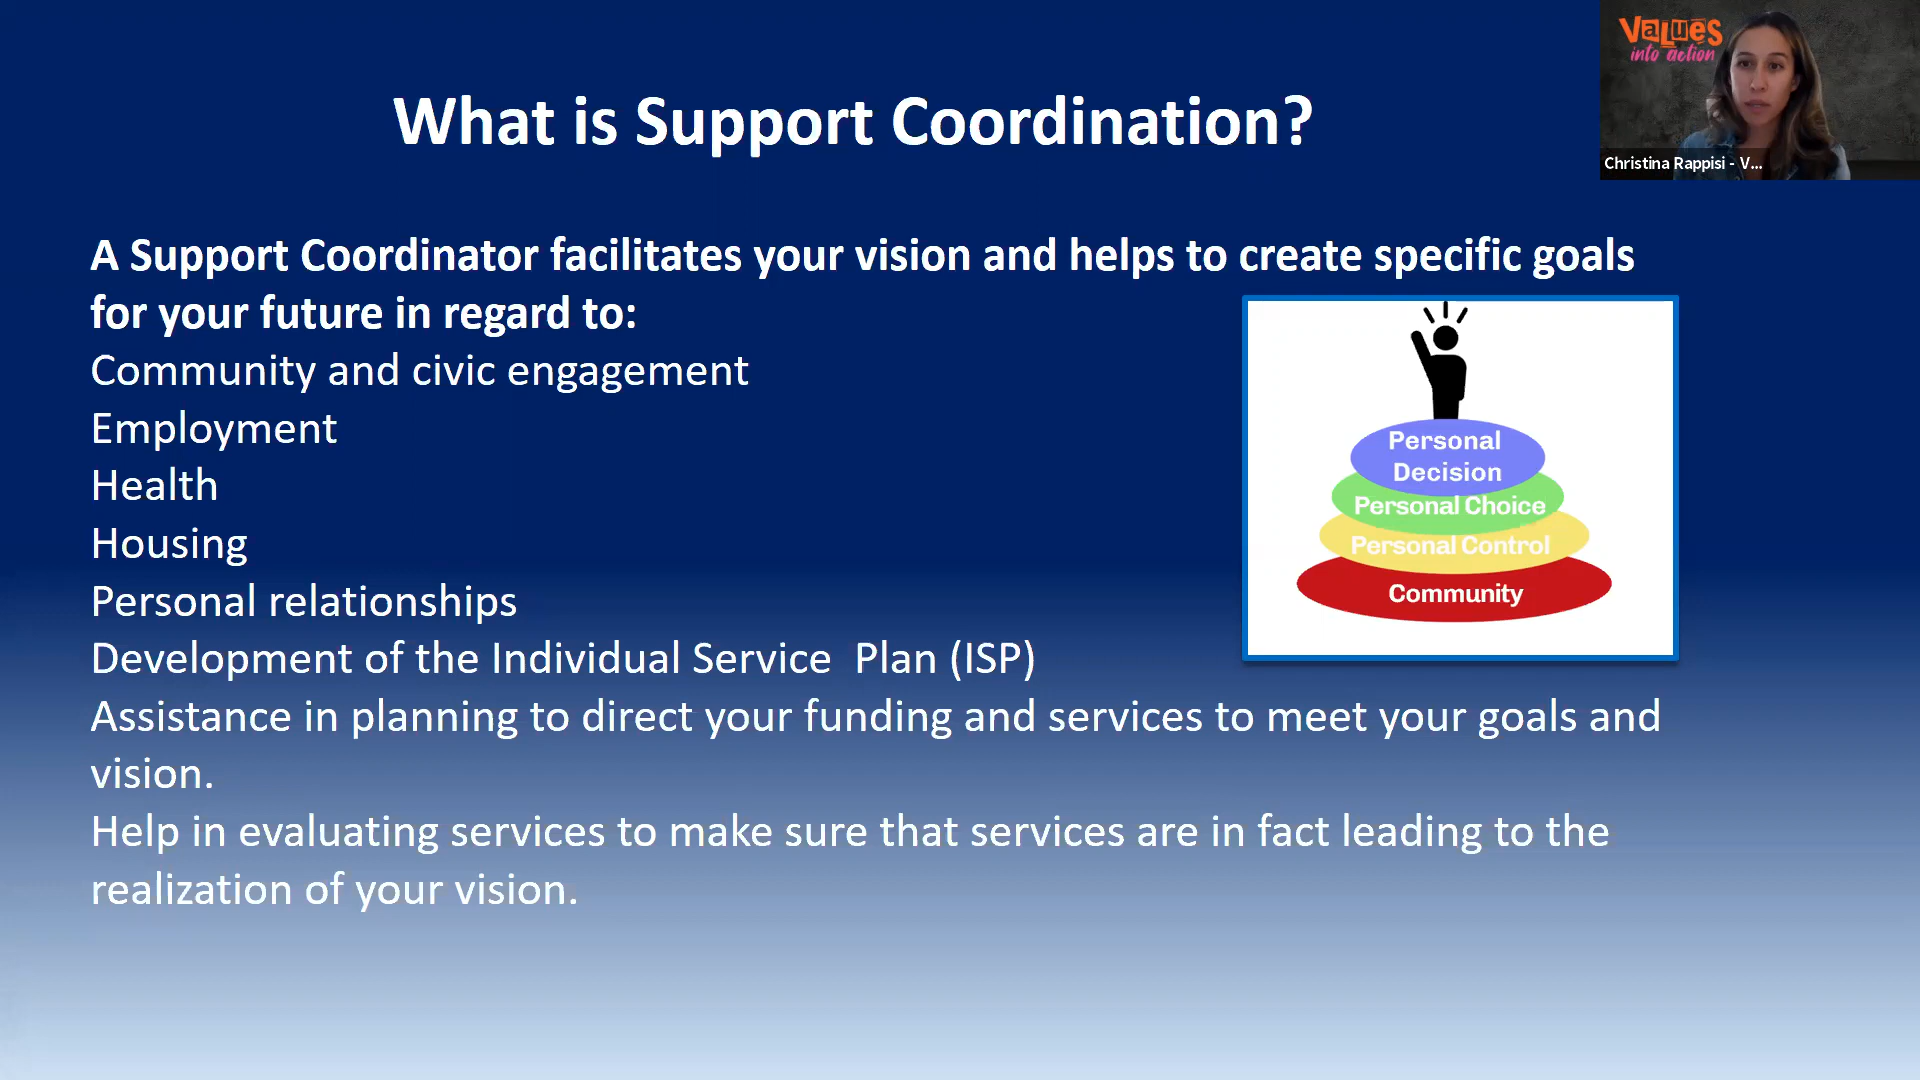 What is Support Coordination?
Values
into action
Christina Rappisi - V...
A Support Coordinator facilitates your vision and helps to create specific goals
for your future in regard to:
Community and civic engagement
Employment
Health
Housing
Personal relationships
Development of the Individual Service  Plan (ISP)
Assistance in planning to direct your funding and services to meet your goals and
vision.
Help in evaluating services to make sure that services are in fact leading to the
realization of your vision.
Personal
Decision
Personal Choice
Personal Control
Community